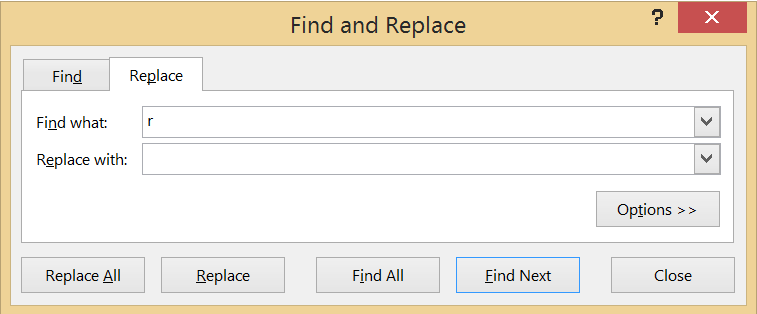 Find and Replace
?
Find Replace
Find what: r
Replace with:
Options >>
Replace All Replace Find All Find Next Close